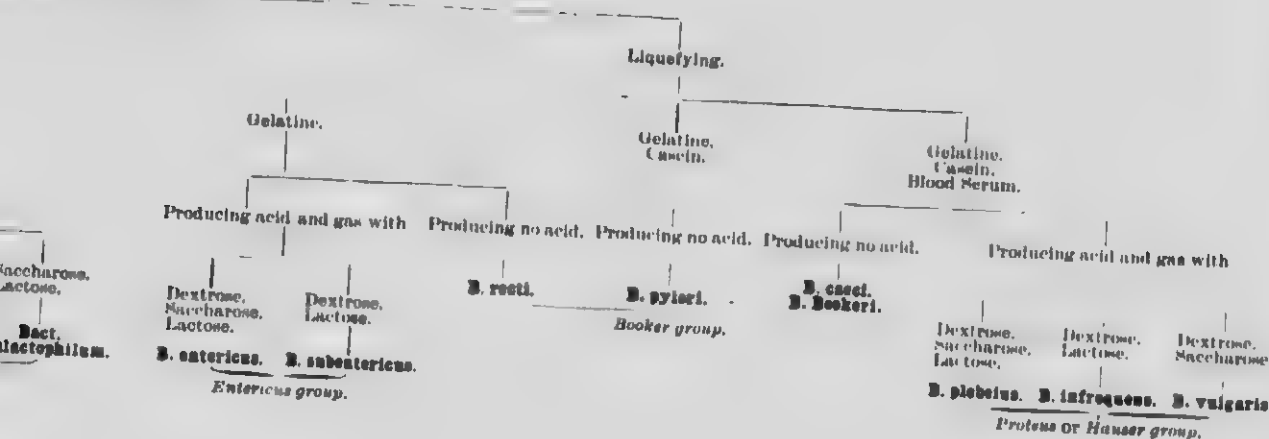 Liquefying.
Gelatine.
Gelatine,
Casein.
Gelatine.
Casein.
Blood Serum.
Producing acid and gas with
Producing no acid.
Producing no acid.
Producing no acid.
Producing acid and gas with
Saccharose.
Lactose.
Bact.
Dextrose,
Saccharose,
Lactose.
Dextrose,
Lactose.
B. recti.
B. pylori.
B. caeci.
B. Bookeri.
Booker group.
Dextrose,
Saccharose,
Lactose.
Dextrose,
Lactose.
Dextrose,
Saccharose
B. entericus.
B. subentericus.
Entericus group.
B. plebeius.
B. infrequens.
B. vulgaris
Proteus or Hauser group.